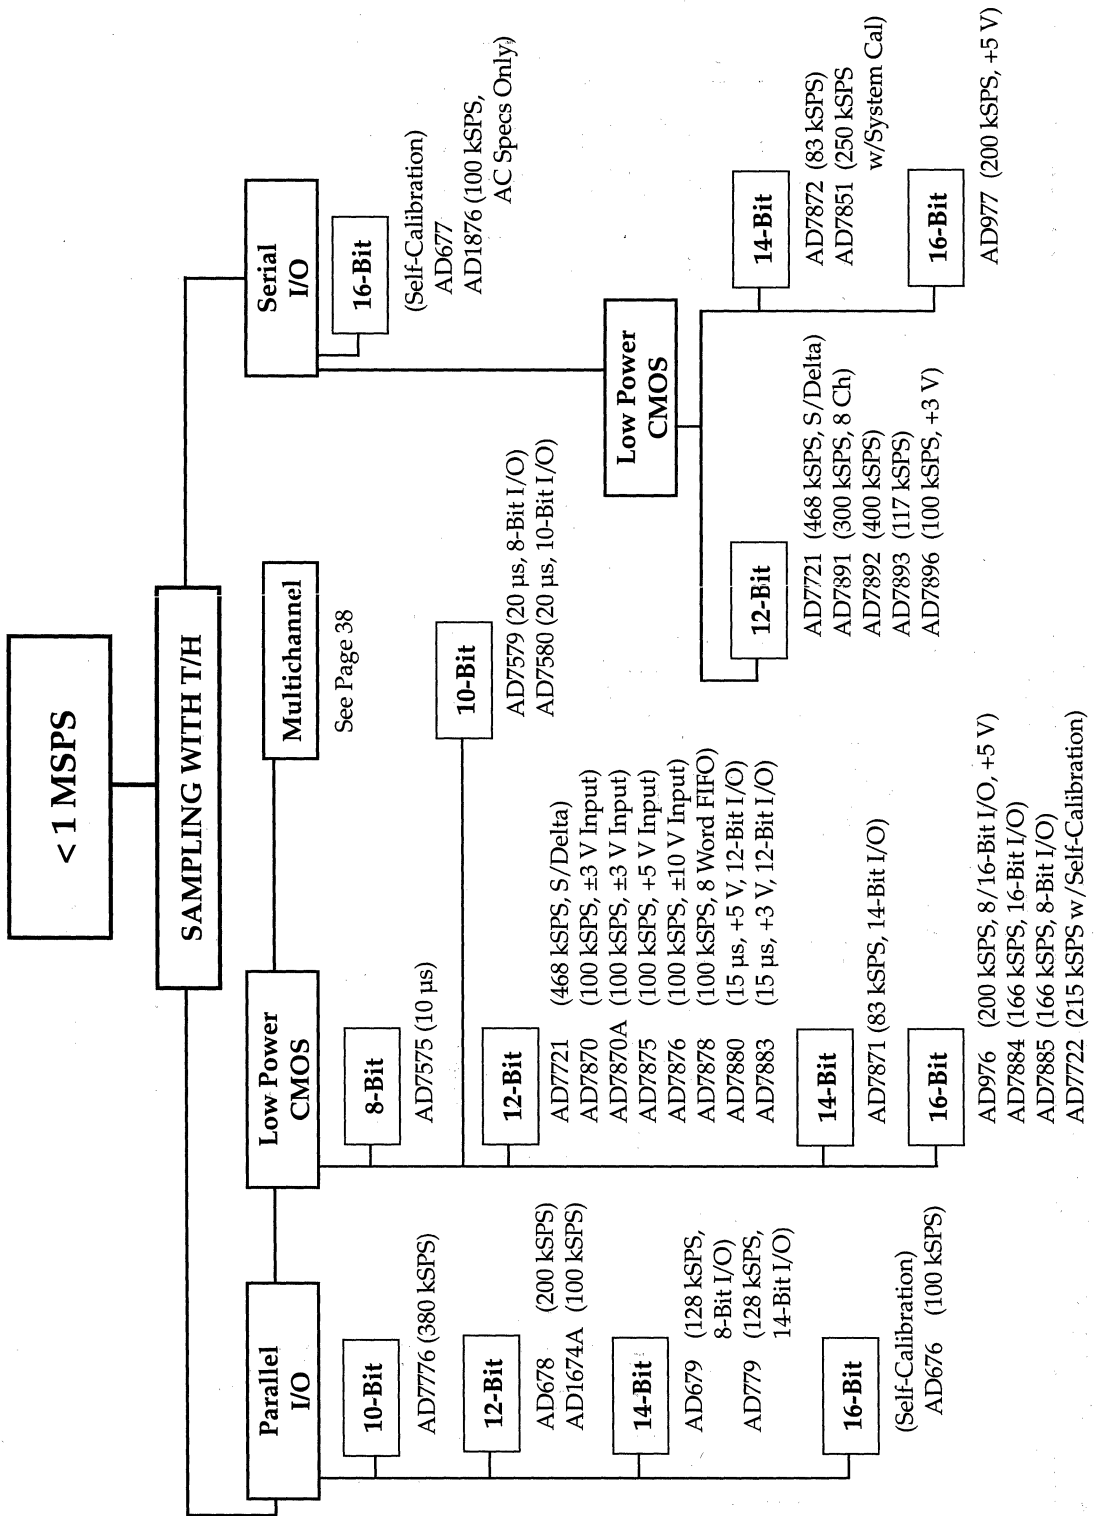 < 1 MSPS
SAMPLING WITH T/H
Parallel
I/O
10-Bit
AD7776 (380 kSPS)
12-Bit
AD678 (200 kSPS)
AD1674A (100 kSPS)
14-Bit
AD679 (128 kSPS,
8-Bit I/O)
AD779 (128 kSPS,
14-Bit I/O)
16-Bit
(Self-Calibration)
AD676 (100 kSPS)
Low Power
CMOS
8-Bit
AD7575 (10 µs)
10-Bit
AD7579 (20 µs, 8-Bit I/O)
AD7580 (20 µs, 10-Bit I/O)
12-Bit
AD7721 (468 kSPS, S/Delta)
AD7870 (100 kSPS, ±3 V Input)
AD7870A (100 kSPS, ±3 V Input)
AD7875 (100 kSPS, +5 V Input)
AD7876 (100 kSPS, ±10 V Input)
AD7878 (100 kSPS, 8 Word FIFO)
AD7880 (15 µs, +5 V, 12-Bit I/O)
AD7883 (15 µs, +3 V, 12-Bit I/O)
14-Bit
AD7871 (83 kSPS, 14-Bit I/O)
16-Bit
AD976 (200 kSPS, 8/16-Bit I/O, +5 V)
AD7884 (166 kSPS, 16-Bit I/O)
AD7885 (166 kSPS, 8-Bit I/O)
AD7722 (215 kSPS w/Self-Calibration)
Multichannel
See Page 38
Serial
I/O
16-Bit
(Self-Calibration)
AD677
AD1876 (100 kSPS,
AC Specs Only)
Low Power
CMOS
12-Bit
AD7721 (468 kSPS, S/Delta)
AD7891 (300 kSPS, 8 Ch)
AD7892 (400 kSPS)
AD7893 (117 kSPS)
AD7896 (100 kSPS, +3 V)
14-Bit
AD7872 (83 kSPS)
AD7851 (250 kSPS
w/System Cal)
16-Bit
AD977 (200 kSPS, +5 V)